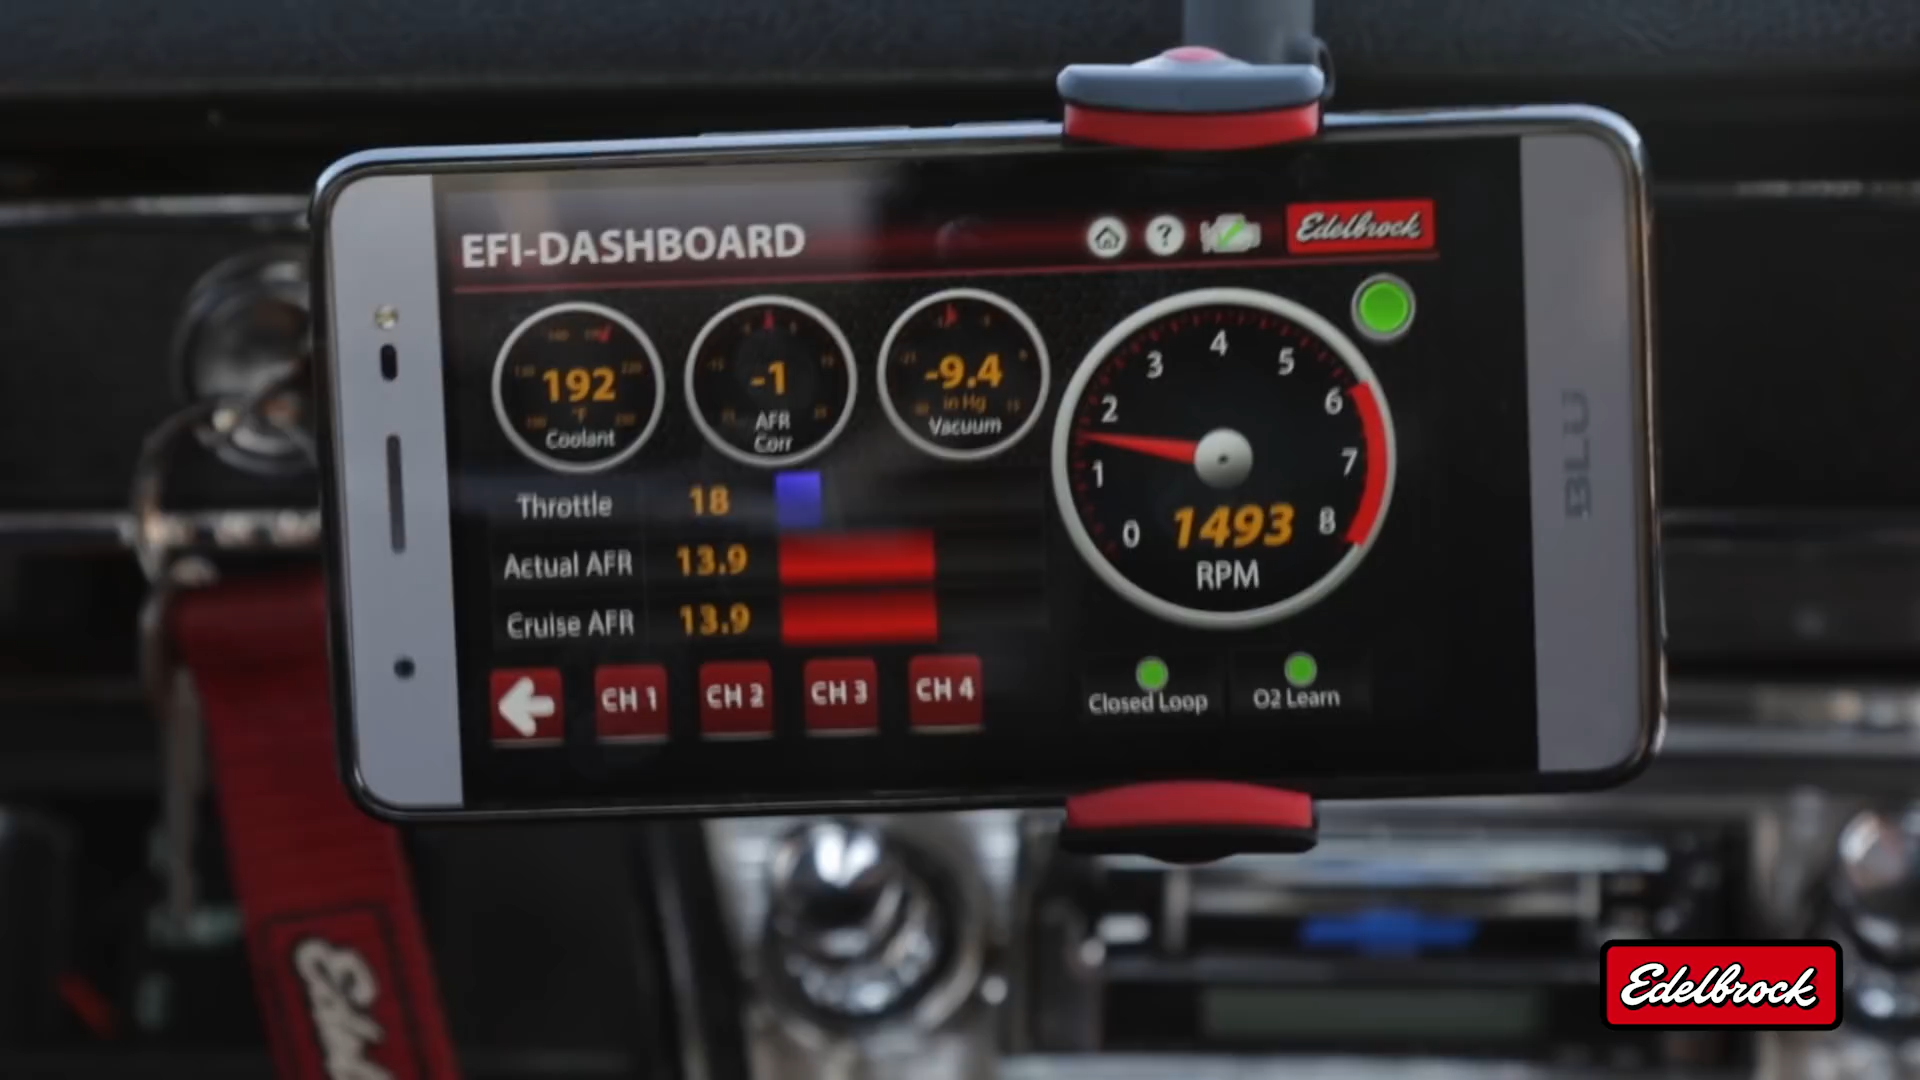 EFI-DASHBOARD
?
Edelbrock
192
°F
Coolant
-1
AFR
Corr
-9.4
in Hg
Vacuum
0
1
2
3
4
5
6
7
8
1493
RPM
Throttle 18
Actual AFR 13.9
Cruise AFR 13.9
CH 1 CH 2 CH 3 CH 4
Closed Loop O2 Learn
BLU
Edelbrock